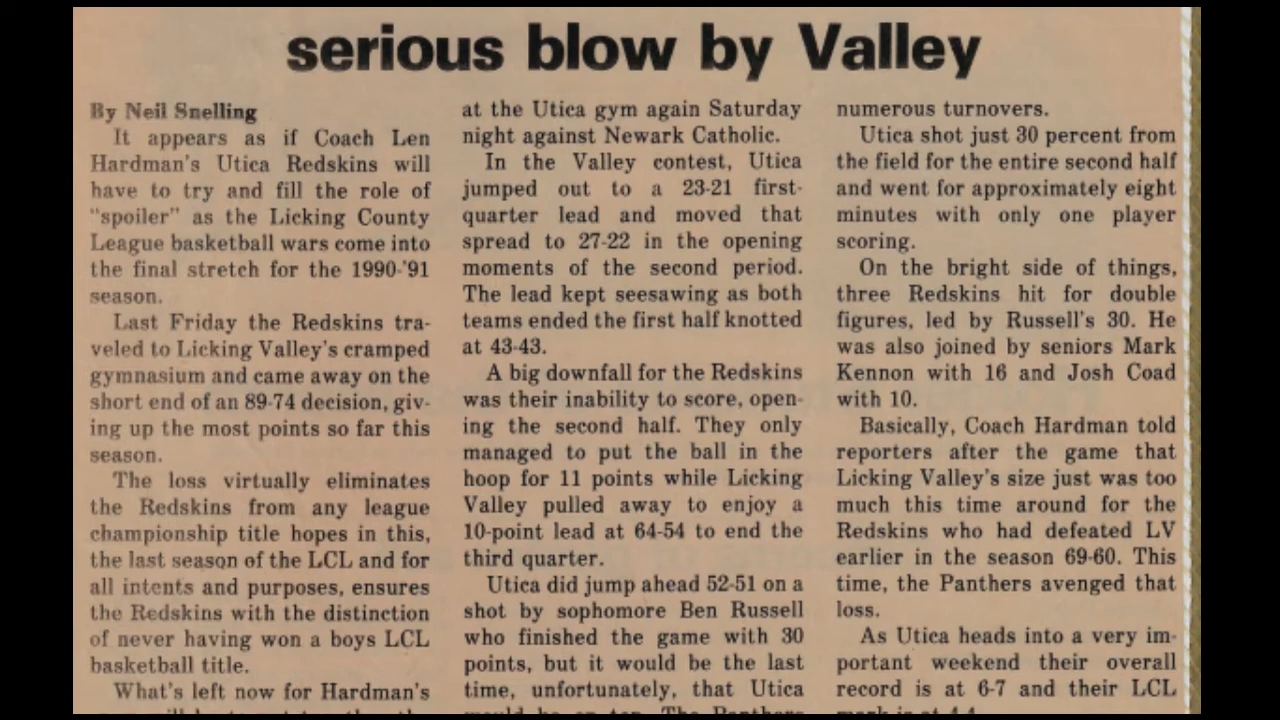 serious blow by Valley
By Neil Snelling
It appears as if Coach Len
Hardman's Utica Redskins will
have to try and fill the role of
"spoiler" as the Licking County
League basketball wars come into
the final stretch for the 1990-'91
season.
Last Friday the Redskins tra-
veled to Licking Valley's cramped
gymnasium and came away on the
short end of an 89-74 decision, giv-
ing up the most points so far this
season.
The loss virtually eliminates
the Redskins from any league
championship title hopes in this,
the last season of the LCL and for
all intents and purposes, ensures
the Redskins with the distinction
of never having won a boys LCL
basketball title.
What's left now for Hardman's
at the Utica gym again Saturday
night against Newark Catholic.
In the Valley contest, Utica
jumped out to a 23-21 first-
quarter lead and moved that
spread to 27-22 in the opening
moments of the second period.
The lead kept seesawing as both
teams ended the first half knotted
at 43-43.
A big downfall for the Redskins
was their inability to score, open-
ing the second half. They only
managed to put the ball in the
hoop for 11 points while Licking
Valley pulled away to enjoy a
10-point lead at 64-54 to end the
third quarter.
Utica did jump ahead 52-51 on a
shot by sophomore Ben Russell
who finished the game with 30
points, but it would be the last
time, unfortunately, that Utica
would be on top. The Panthers
numerous turnovers.
Utica shot just 30 percent from
the field for the entire second half
and went for approximately eight
minutes with only one player
scoring.
On the bright side of things,
three Redskins hit for double
figures, led by Russell's 30. He
was also joined by seniors Mark
Kennon with 16 and Josh Coad
with 10.
Basically, Coach Hardman told
reporters after the game that
Licking Valley's size just was too
much this time around for the
Redskins who had defeated LV
earlier in the season 69-60. This
time, the Panthers avenged that
loss.
As Utica heads into a very im-
portant weekend their overall
record is at 6-7 and their LCL
mark is at 4-4.